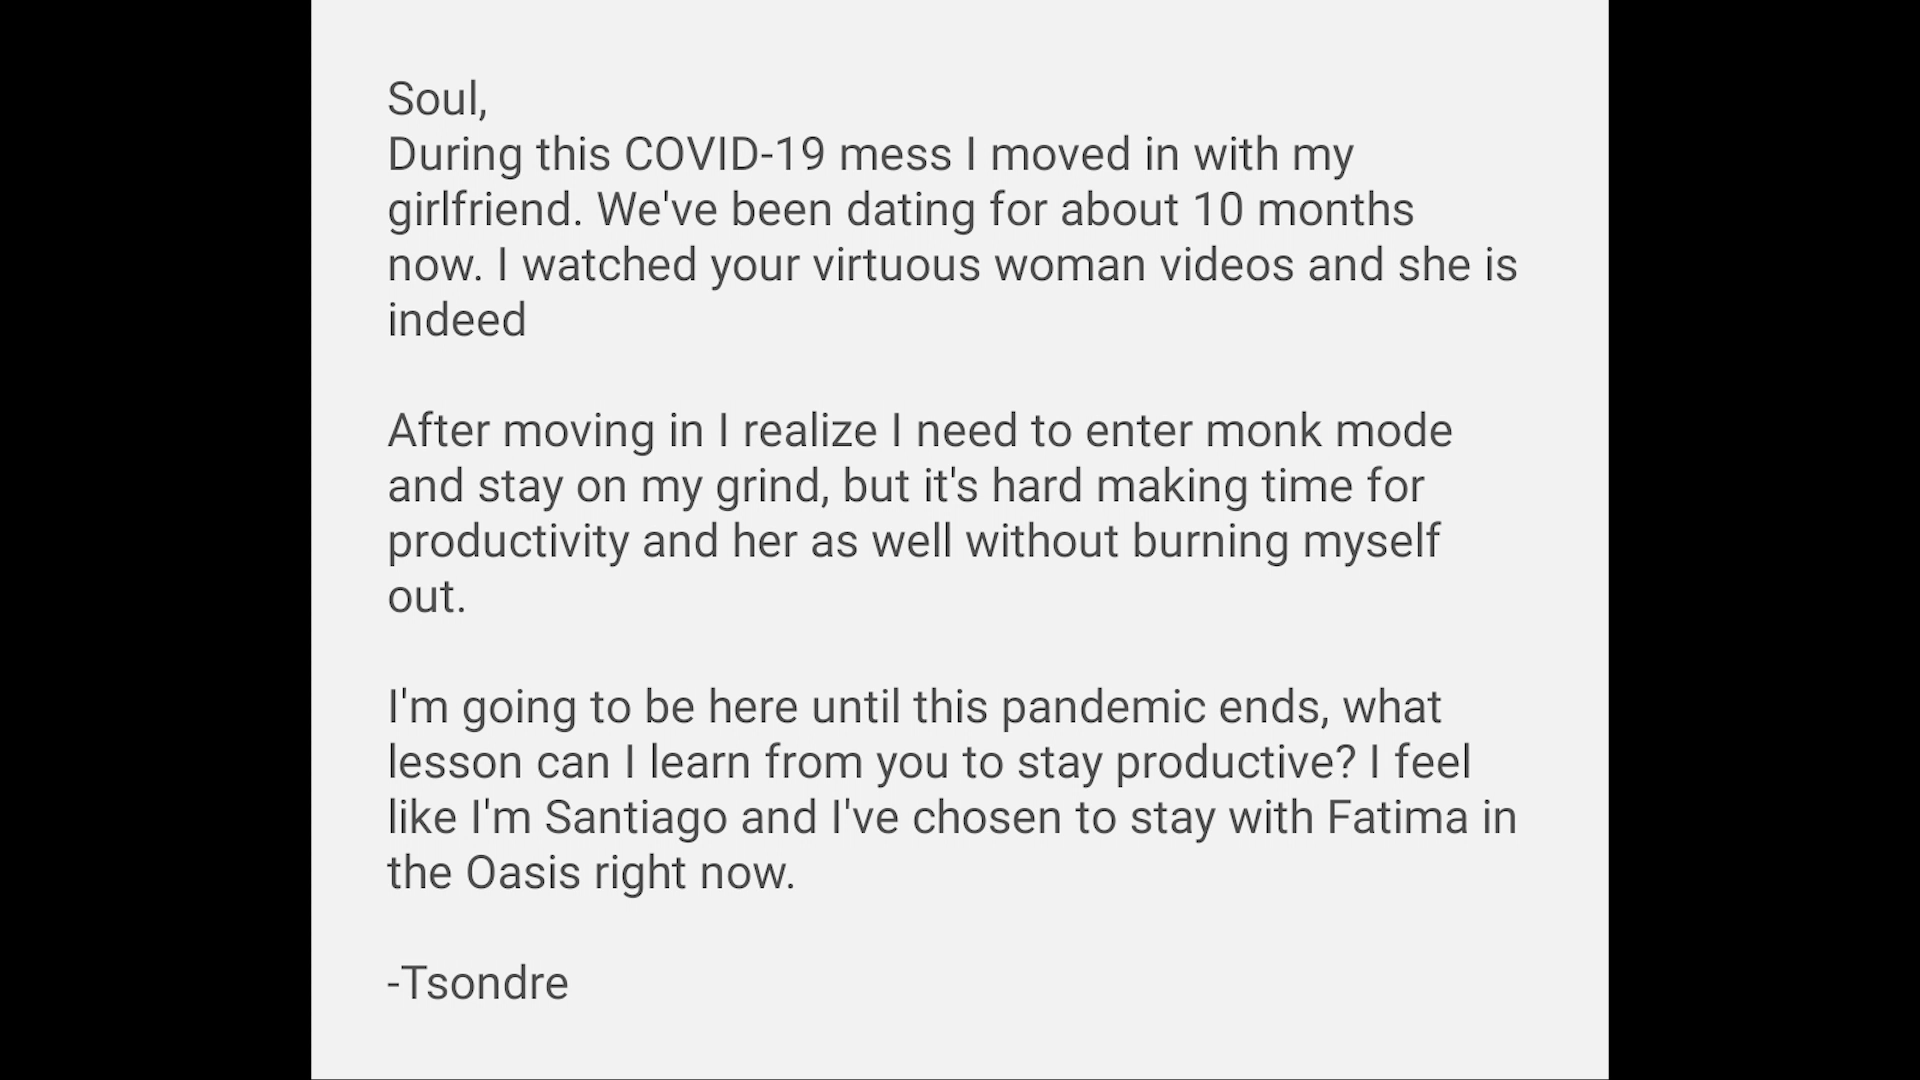 Soul,
During this COVID-19 mess I moved in with my
girlfriend. We've been dating for about 10 months
now. I watched your virtuous woman videos and she is
indeed
After moving in I realize I need to enter monk mode
and stay on my grind, but it's hard making time for
productivity and her as well without burning myself
out.
I'm going to be here until this pandemic ends, what
lesson can I learn from you to stay productive? I feel
like I'm Santiago and I've chosen to stay with Fatima in
the Oasis right now.
-Tsondre